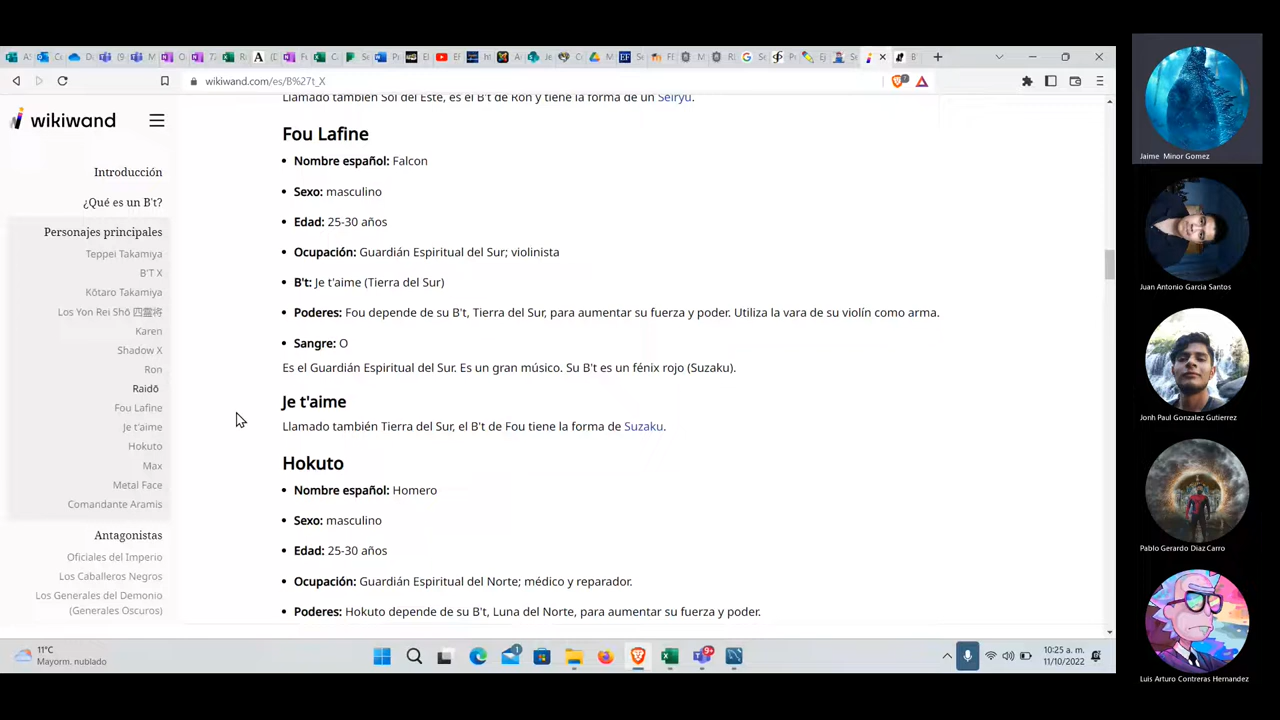 wikiwand.com/es/B%27t_X
wikiwand
Introducción
¿Qué es un B't?
Personajes principales
Teppei Takamiya
B'T X
Kōtaro Takamiya
Los Yon Rei Shō 四霊将
Karen
Shadow X
Ron
Raidō
Fou Lafine
Je t'aime
Hokuto
Max
Metal Face
Comandante Aramis
Antagonistas
Oficiales del Imperio
Los Caballeros Negros
Los Generales del Demonio
(Generales Oscuros)
Llamado también Sol del Este, es el B't de Ron y tiene la forma de un Seiryu.
Fou Lafine
Nombre español: Falcon
Sexo: masculino
Edad: 25-30 años
Ocupación: Guardián Espiritual del Sur; violinista
B't: Je t'aime (Tierra del Sur)
Poderes: Fou depende de su B't, Tierra del Sur, para aumentar su fuerza y poder. Utiliza la vara de su violín como arma.
Sangre: O
Es el Guardián Espiritual del Sur. Es un gran músico. Su B't es un fénix rojo (Suzaku).
Je t'aime
Llamado también Tierra del Sur, el B't de Fou tiene la forma de Suzaku.
Hokuto
Nombre español: Homero
Sexo: masculino
Edad: 25-30 años
Ocupación: Guardián Espiritual del Norte; médico y reparador.
Poderes: Hokuto depende de su B't, Luna del Norte, para aumentar su fuerza y poder.
Jaime Minor Gomez
Juan Antonio Garcia Santos
Jonh Paul Gonzalez Gutierrez
Pablo Gerardo Diaz Carro
Luis Arturo Contreras Hernandez
11°C
Mayorm. nublado
10:25 a. m.
11/10/2022